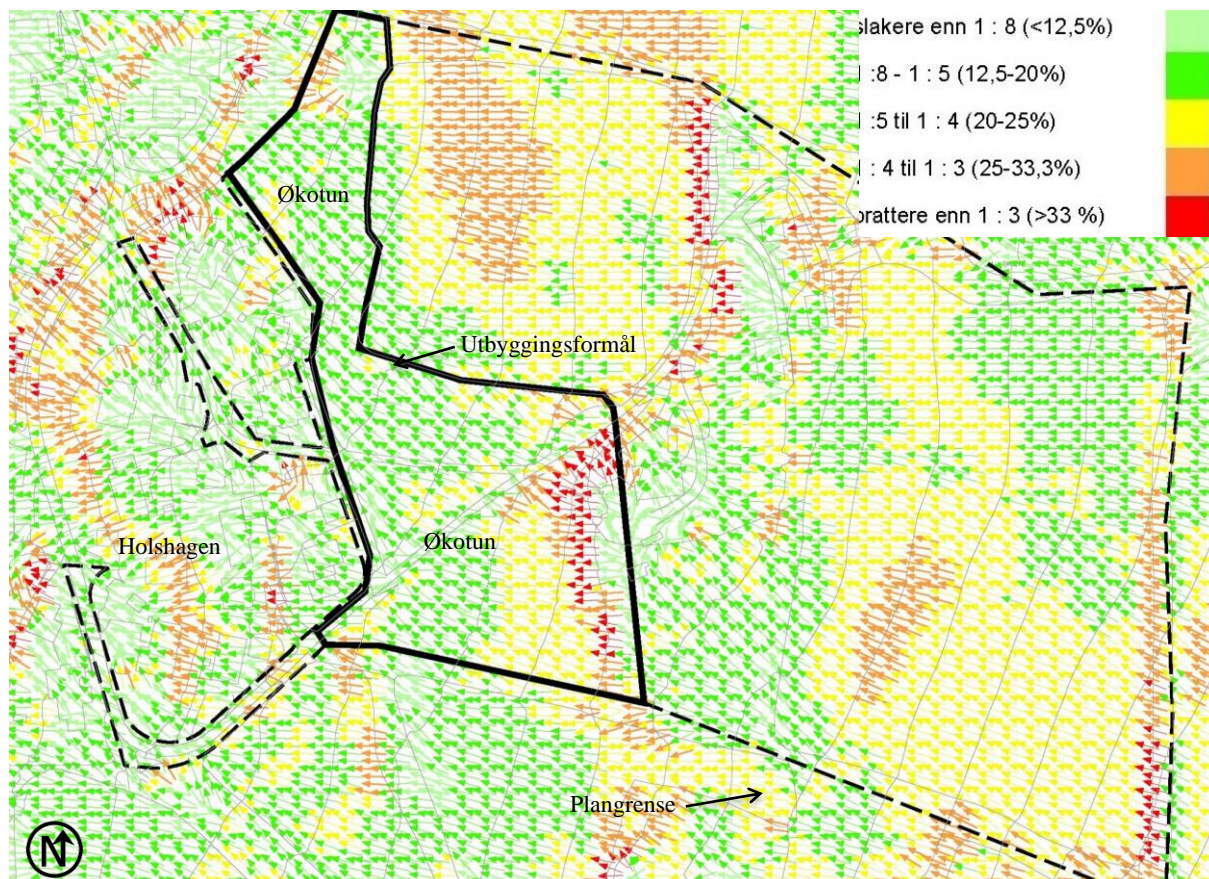 slakere enn 1 : 8 (<12,5%)
:8 - 1 : 5 (12,5-20%)
:5 til 1 : 4 (20-25%)
: 4 til 1 : 3 (25-33,3%)
brattere enn 1 : 3 (>33 %)
Økotun
Utbyggingsformål
Holshagen
Økotun
Plangrense
N